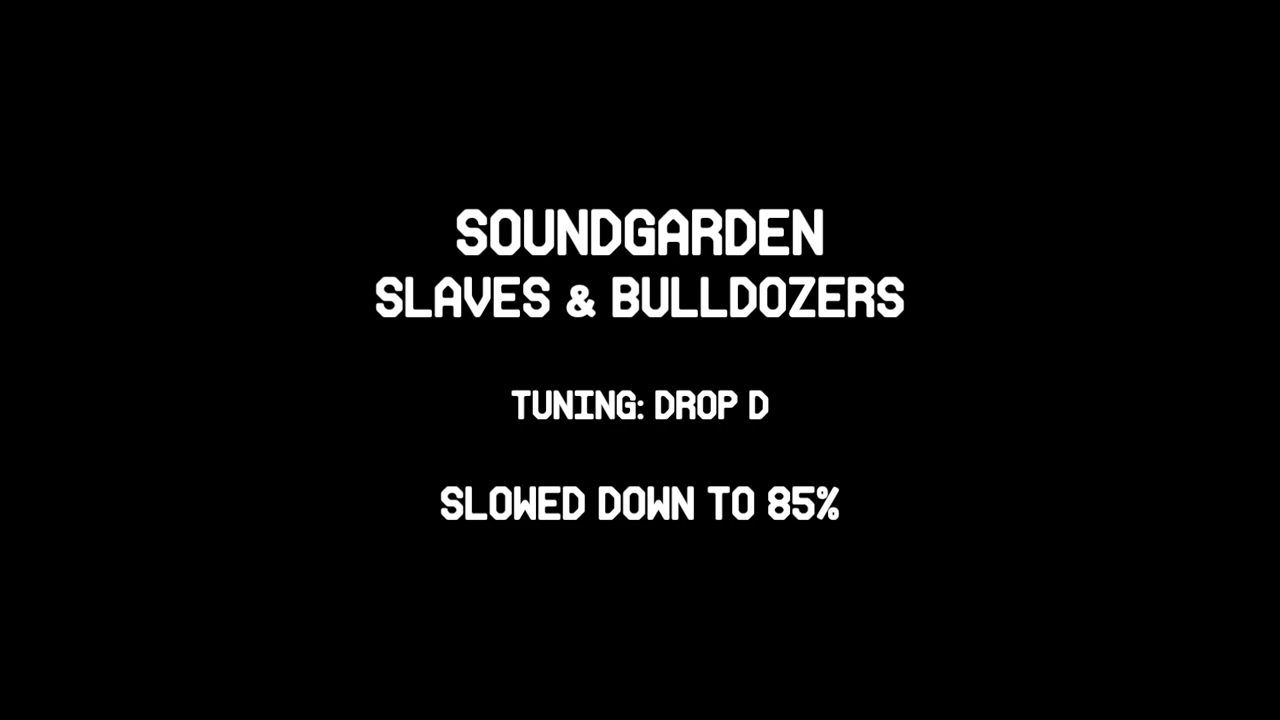 SOUNDGARDEN
SLAVES & BULLDOZERS
TUNING: DROP D
SLOWED DOWN TO 85%